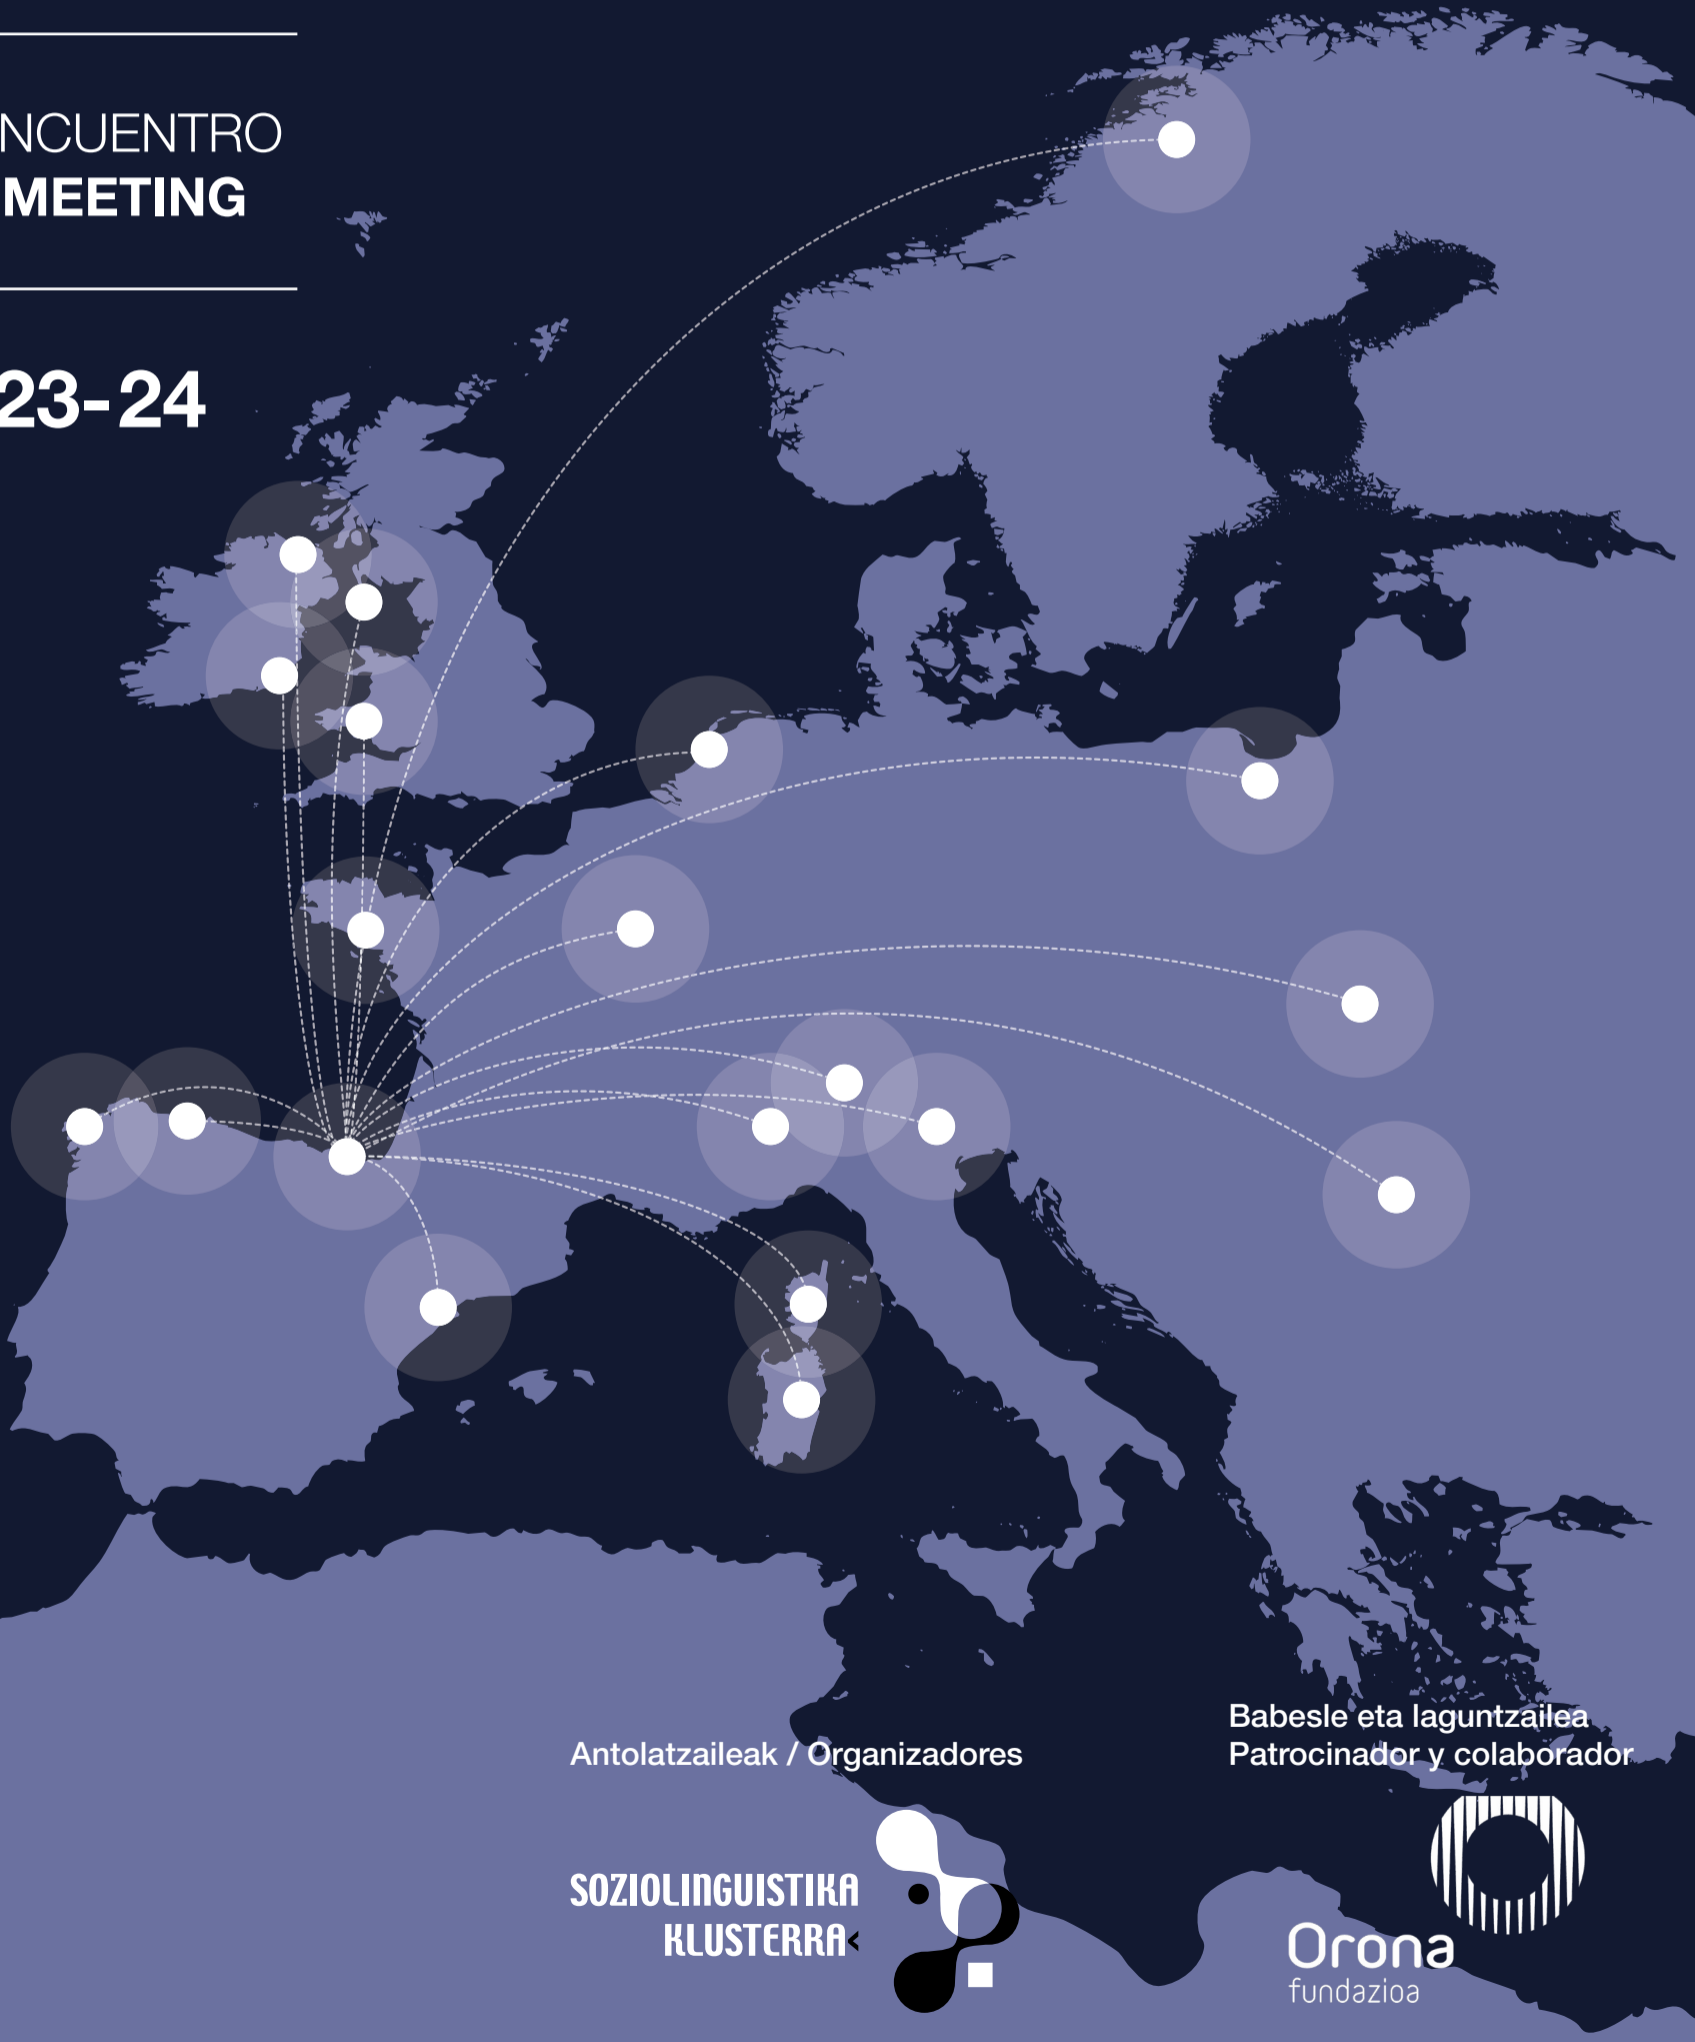 NCUENTRO
MEETING
23-24
Antolatzaileak / Organizadores
SOZIOLINGUISTIKA
KLUSTERRA<
Babesle eta laguntzailea
Patrocinador y colaborador
Orona
fundazioa